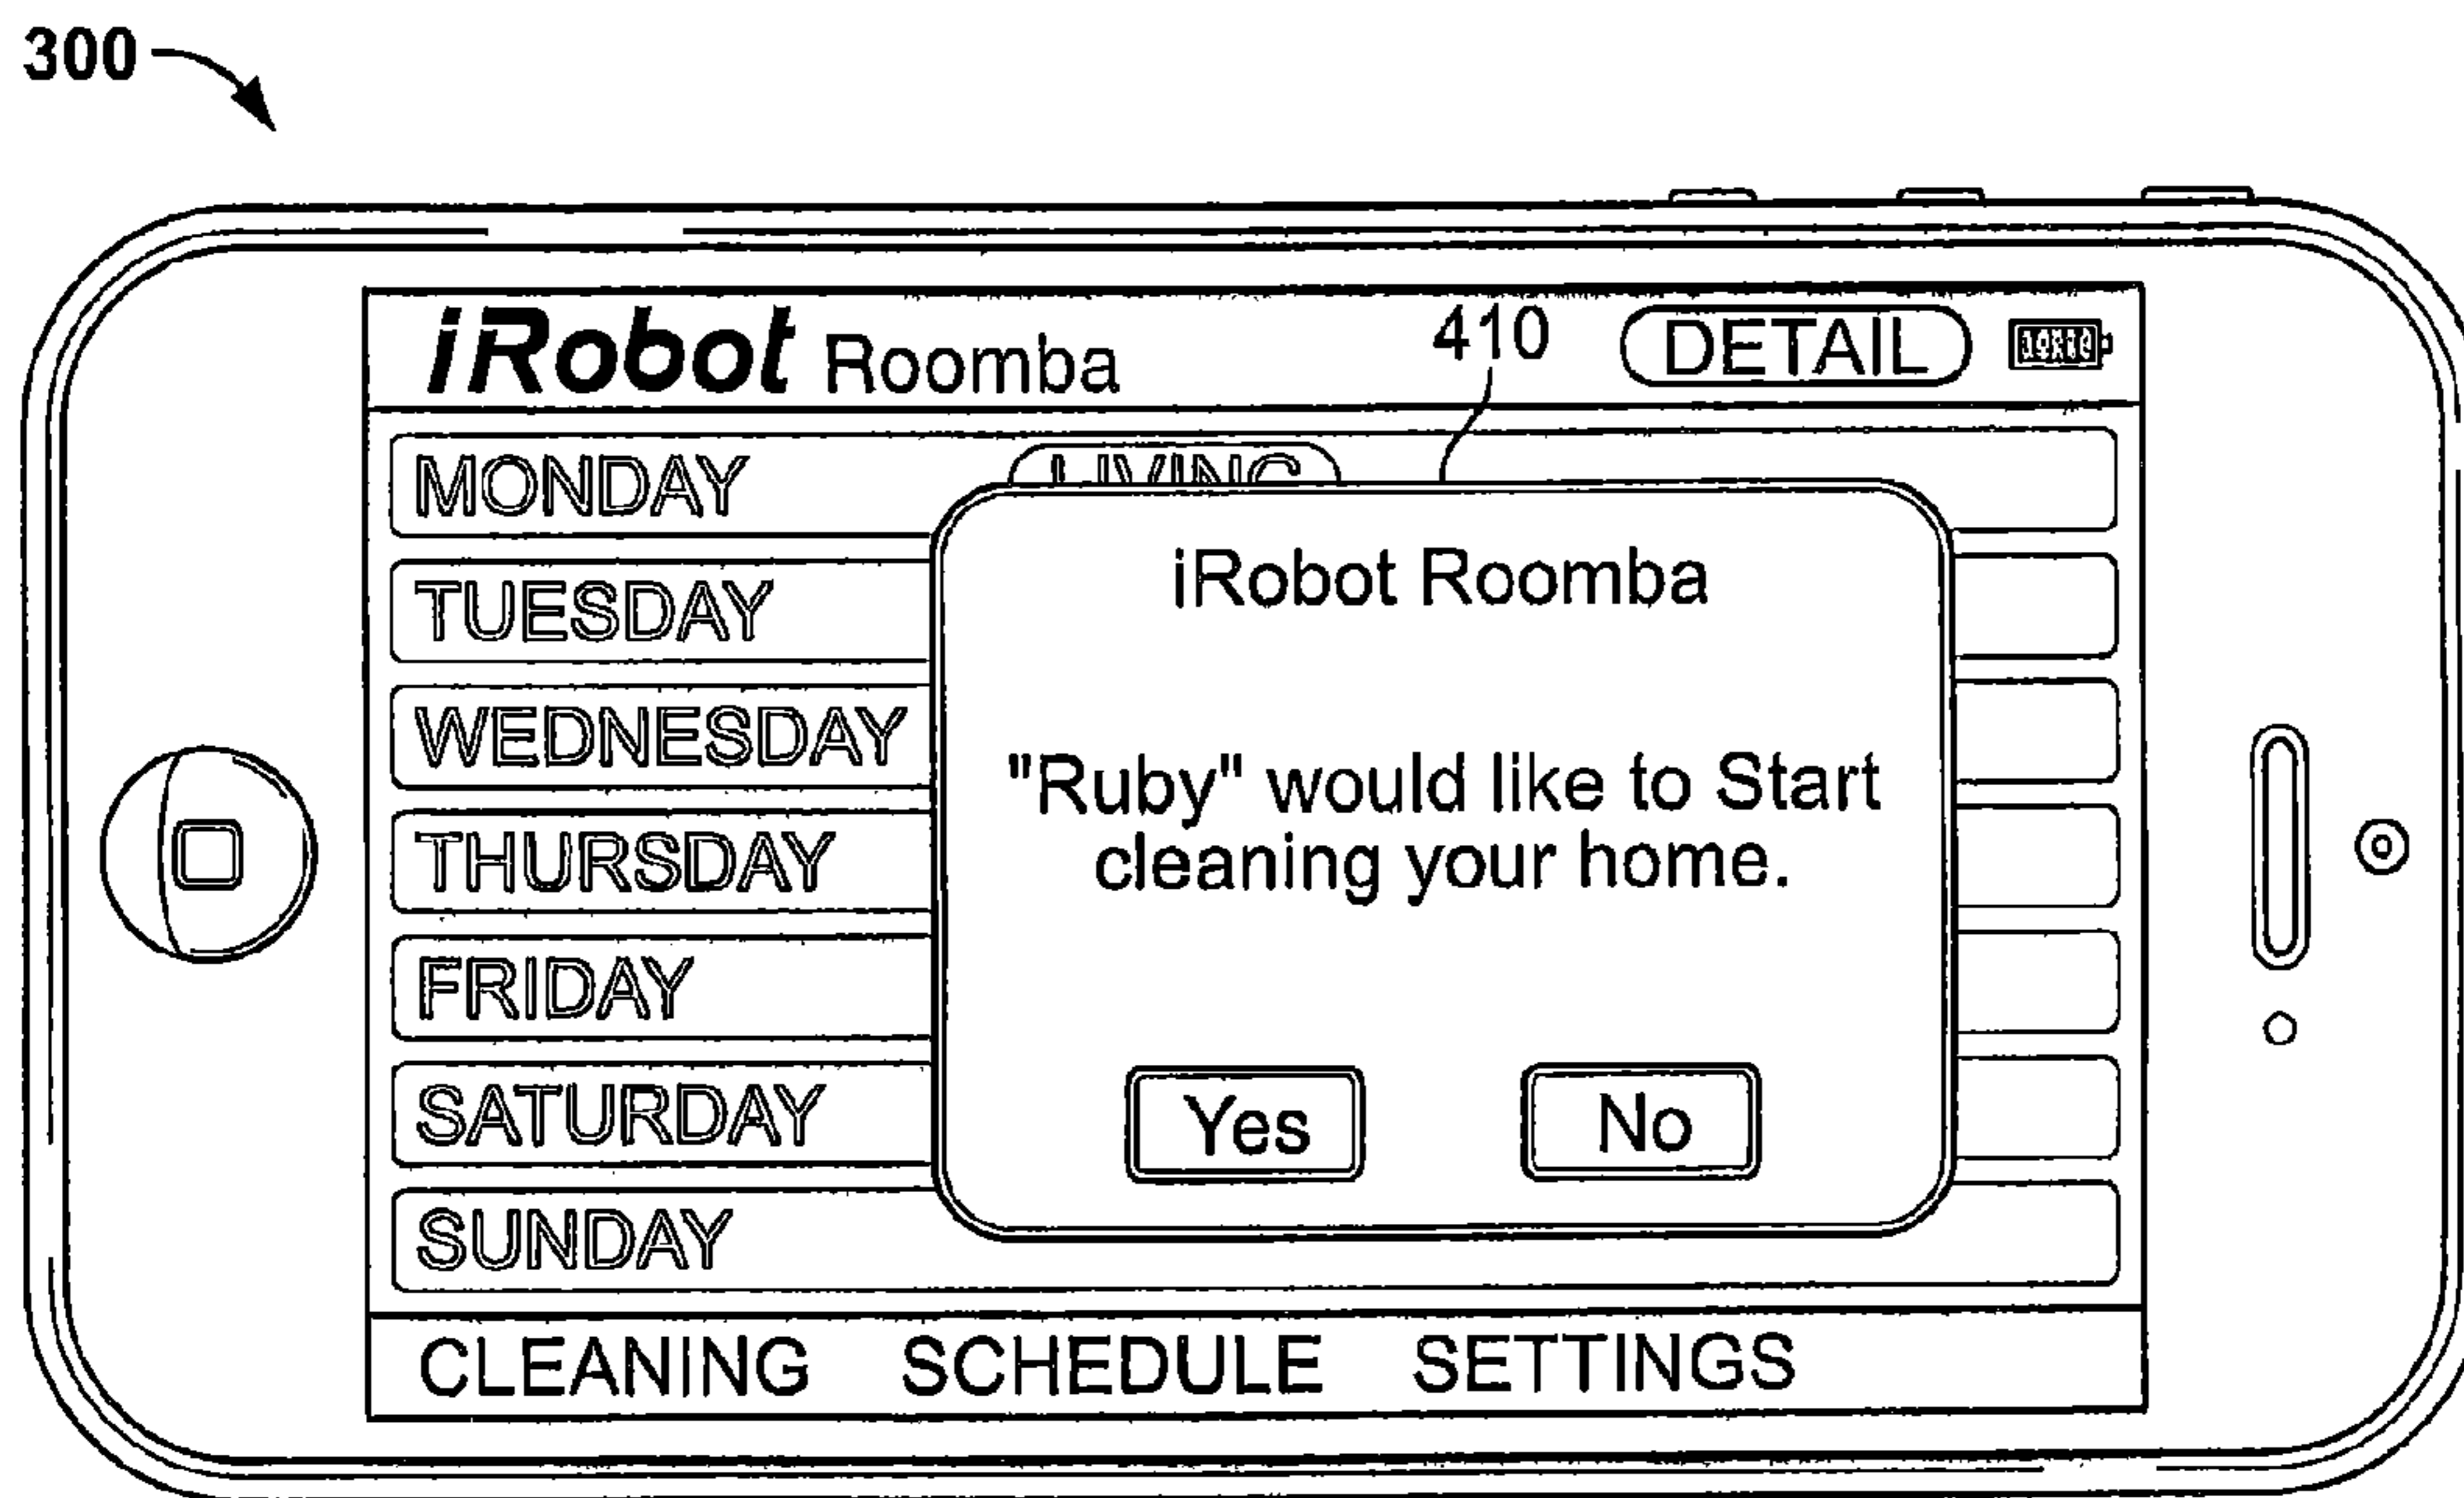 300
iRobot Roomba
410
DETAIL
MONDAY
LIVING
TUESDAY
WEDNESDAY
THURSDAY
FRIDAY
SATURDAY
SUNDAY
iRobot Roomba
"Ruby" would like to Start
cleaning your home.
Yes
No
CLEANING SCHEDULE SETTINGS